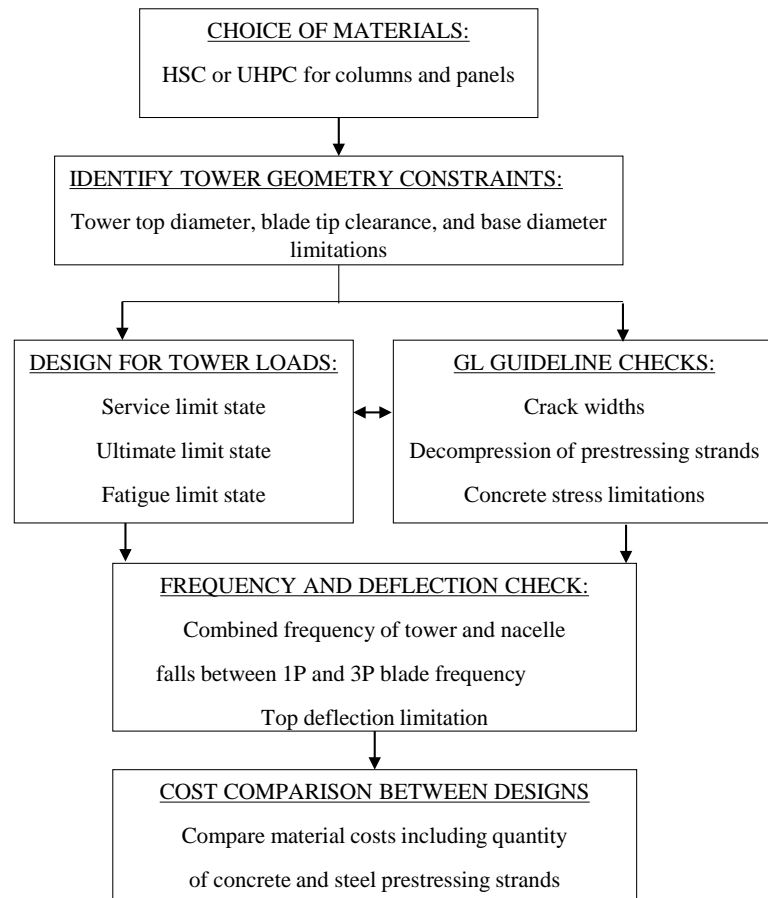 CHOICE OF MATERIALS:
HSC or UHPC for columns and panels
IDENTIFY TOWER GEOMETRY CONSTRAINTS:
Tower top diameter, blade tip clearance, and base diameter
limitations
DESIGN FOR TOWER LOADS:
Service limit state
Ultimate limit state
Fatigue limit state
GL GUIDELINE CHECKS:
Crack widths
Decompression of prestressing strands
Concrete stress limitations
FREQUENCY AND DEFLECTION CHECK:
Combined frequency of tower and nacelle
falls between 1P and 3P blade frequency
Top deflection limitation
COST COMPARISON BETWEEN DESIGNS
Compare material costs including quantity
of concrete and steel prestressing strands